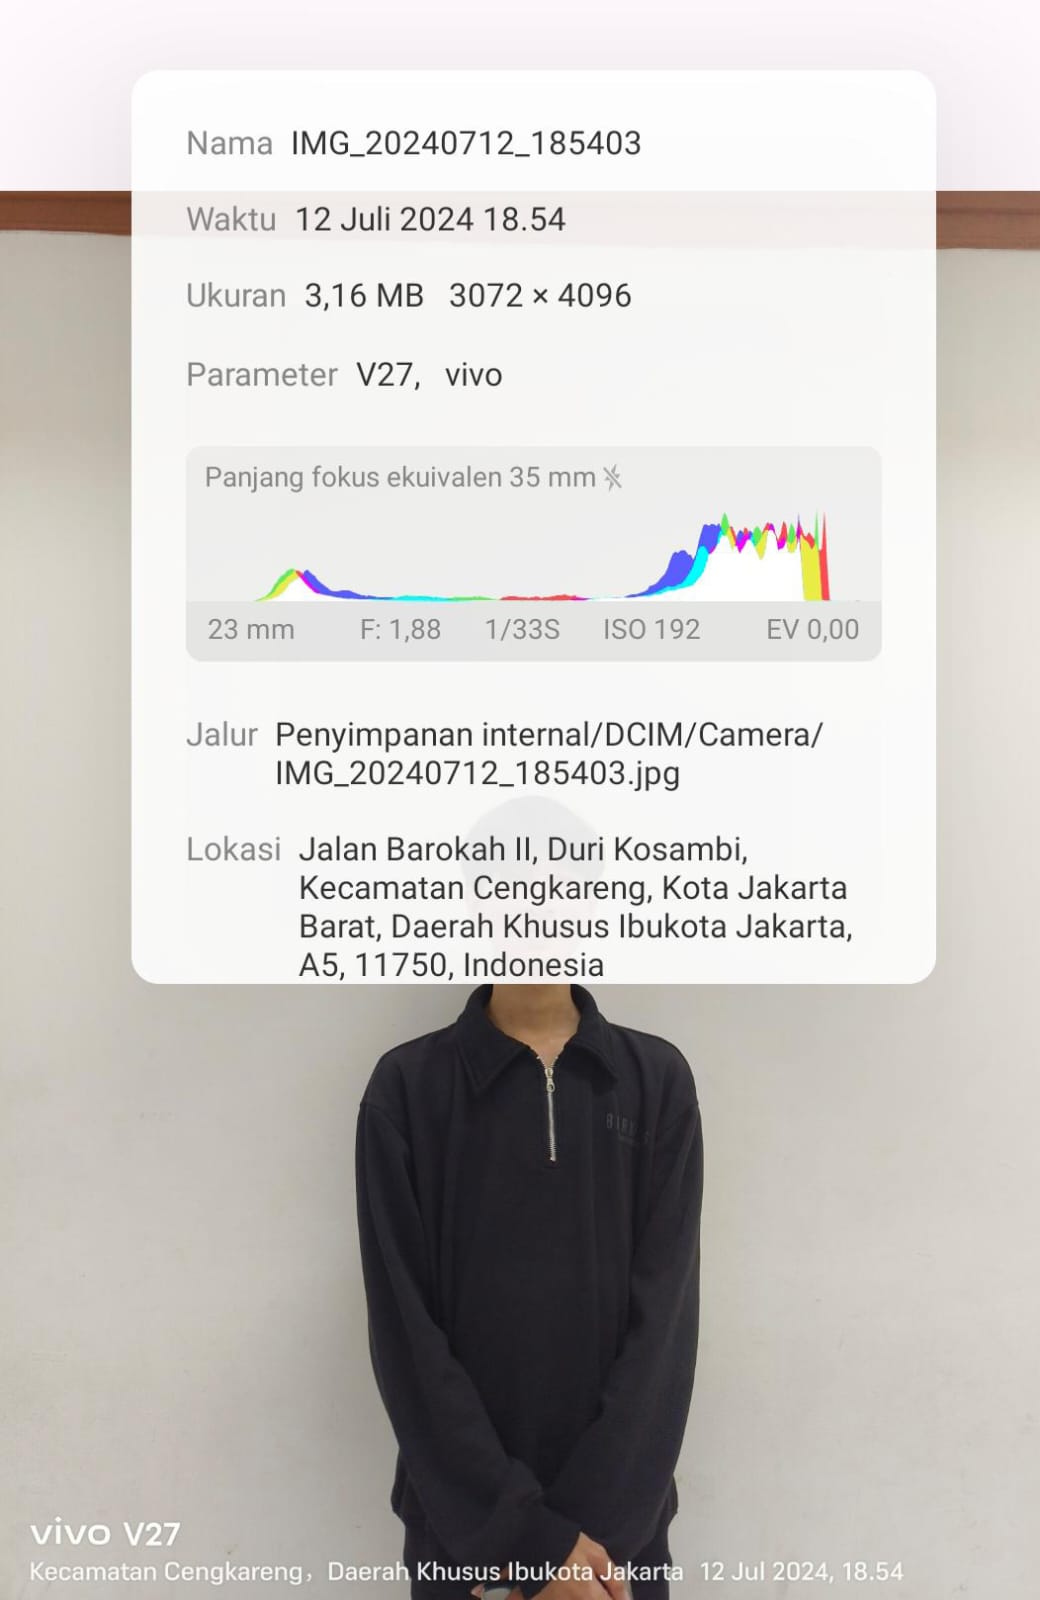 Nama IMG_20240712_185403
Waktu 12 Juli 2024 18.54
Ukuran 3,16 MB 3072 × 4096
Parameter V27, vivo
Panjang fokus ekuivalen 35 mm
23 mm F: 1,88 1/33S ISO 192 EV 0,00
Jalur Penyimpanan internal/DCIM/Camera/
IMG_20240712_185403.jpg
Lokasi Jalan Barokah II, Duri Kosambi,
Kecamatan Cengkareng, Kota Jakarta
Barat, Daerah Khusus Ibukota Jakarta,
A5, 11750, Indonesia
vivo V27
Kecamatan Cengkareng, Daerah Khusus Ibukota Jakarta 12 Jul 2024, 18.54